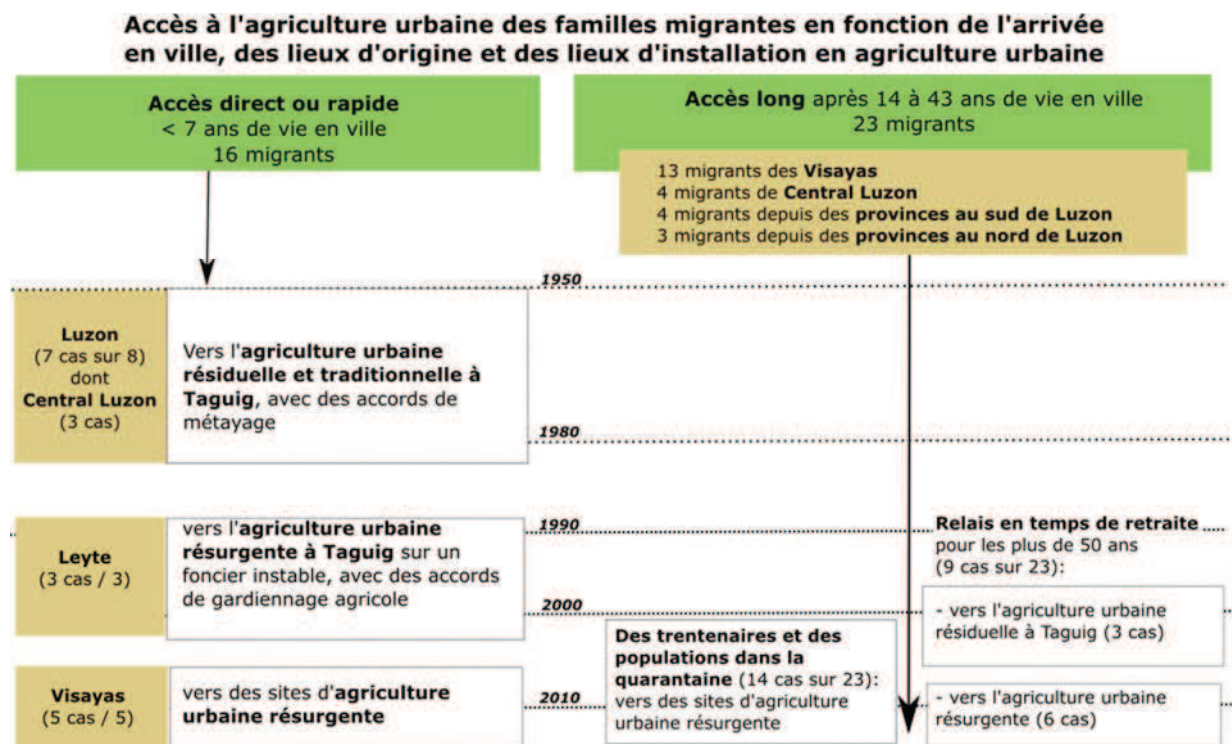 Accès à l'agriculture urbaine des familles migrantes en fonction de l'arrivée
en ville, des lieux d'origine et des lieux d'installation en agriculture urbaine
Accès direct ou rapide
< 7 ans de vie en ville
16 migrants
Accès long après 14 à 43 ans de vie en ville
23 migrants
13 migrants des Visayas
4 migrants de Central Luzon
4 migrants depuis des provinces au sud de Luzon
3 migrants depuis des provinces au nord de Luzon
1950
Luzon
(7 cas sur 8)
dont
Central Luzon
(3 cas)
Vers l'agriculture urbaine
résiduelle et traditionnelle à
Taguig, avec des accords de
métayage
1980
1990
Leyte
(3 cas / 3)
vers l'agriculture urbaine
résurgente à Taguig sur un
foncier instable, avec des accords
de gardiennage agricole
2000
Relais en temps de retraite
pour les plus de 50 ans
(9 cas sur 23):
- vers l'agriculture urbaine
résiduelle à Taguig (3 cas)
Visayas
(5 cas / 5)
vers des sites d'agriculture
urbaine résurgente
2010
Des trentenaires et des
populations dans la
quarantaine (14 cas sur 23):
vers des sites d'agriculture
urbaine résurgente
- vers l'agriculture urbaine
résurgente (6 cas)